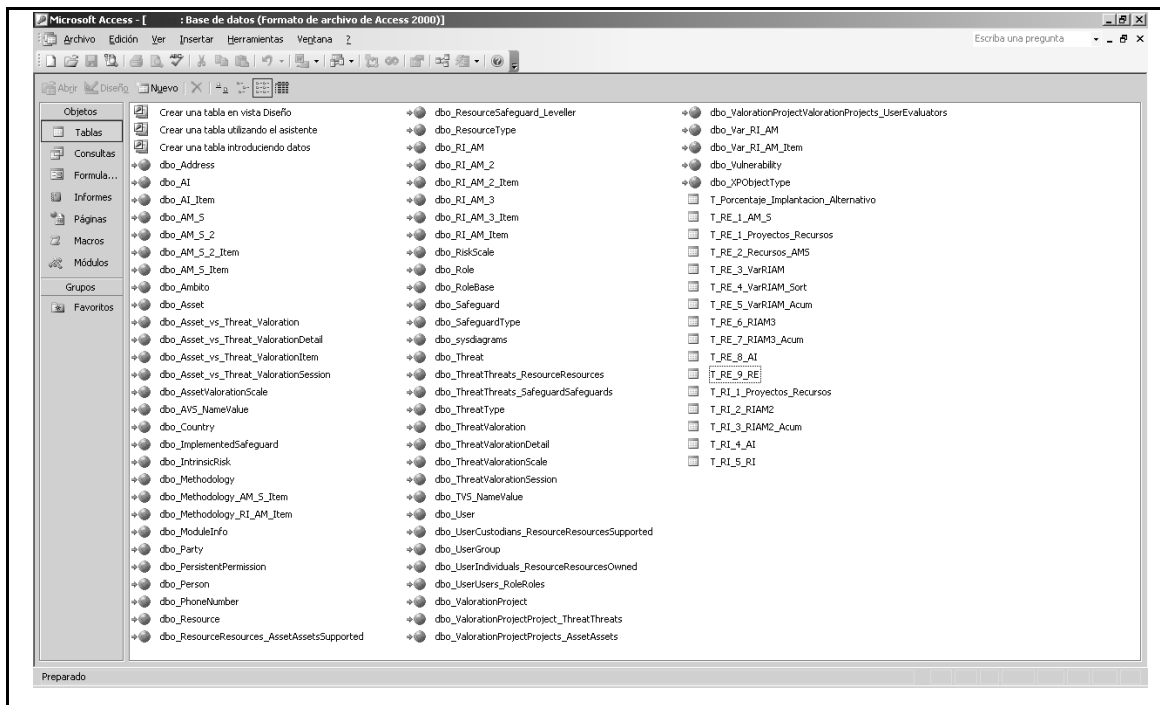 Microsoft Access - [ : Base de datos (Formato de archivo de Access 2000)]
Archivo Edición Ver Insertar Herramientas Ventana ?
Escriba una pregunta
Abrir Diseño Nuevo
Objetos
Tablas
Consultas
Formula...
Informes
Páginas
Macros
Módulos
Grupos
Favoritos
Crear una tabla en vista Diseño
Crear una tabla utilizando el asistente
Crear una tabla introduciendo datos
dbo_Address
dbo_AI
dbo_AI_Item
dbo_AM_S
dbo_AM_S_2
dbo_AM_S_2_Item
dbo_AM_S_Item
dbo_Ambito
dbo_Asset
dbo_Asset_vs_Threat_Valoration
dbo_Asset_vs_Threat_ValorationDetail
dbo_Asset_vs_Threat_ValorationItem
dbo_Asset_vs_Threat_ValorationSession
dbo_AssetValorationScale
dbo_AVS_NameValue
dbo_Country
dbo_ImplementedSafeguard
dbo_IntrinsicRisk
dbo_Methodology
dbo_Methodology_AM_S_Item
dbo_Methodology_RI_AM_Item
dbo_ModuleInfo
dbo_Party
dbo_PersistentPermission
dbo_Person
dbo_PhoneNumber
dbo_Resource
dbo_ResourceResources_AssetAssetsSupported
dbo_ResourceSafeguard_Leveller
dbo_ResourceType
dbo_RI_AM
dbo_RI_AM_2
dbo_RI_AM_2_Item
dbo_RI_AM_3
dbo_RI_AM_3_Item
dbo_RI_AM_Item
dbo_RiskScale
dbo_Role
dbo_RoleBase
dbo_Safeguard
dbo_SafeguardType
dbo_sysdiagrams
dbo_Threat
dbo_ThreatThreats_ResourceResources
dbo_ThreatThreats_SafeguardSafeguards
dbo_ThreatType
dbo_ThreatValoration
dbo_ThreatValorationDetail
dbo_ThreatValorationScale
dbo_ThreatValorationSession
dbo_TVS_NameValue
dbo_User
dbo_UserCustodians_ResourceResourcesSupported
dbo_UserGroup
dbo_UserIndividuals_ResourceResourcesOwned
dbo_UserUsers_RoleRoles
dbo_ValorationProject
dbo_ValorationProjectProject_ThreatThreats
dbo_ValorationProjectProjects_AssetAssets
dbo_ValorationProjectValorationProjects_UserEvaluators
dbo_Var_RI_AM
dbo_Var_RI_AM_Item
dbo_Vulnerability
dbo_XPObjectType
T_Porcentaje_Implantacion_Alternativo
T_RE_1_AM_S
T_RE_1_Proyectos_Recursos
T_RE_2_Recursos_AMS
T_RE_3_VarRIAM
T_RE_4_VarRIAM_Sort
T_RE_5_VarRIAM_Acum
T_RE_6_RIAM3
T_RE_7_RIAM3_Acum
T_RE_8_AI
T_RE_9_RE
T_RI_1_Proyectos_Recursos
T_RI_2_RIAM2
T_RI_3_RIAM2_Acum
T_RI_4_AI
T_RI_5_RI
Preparado